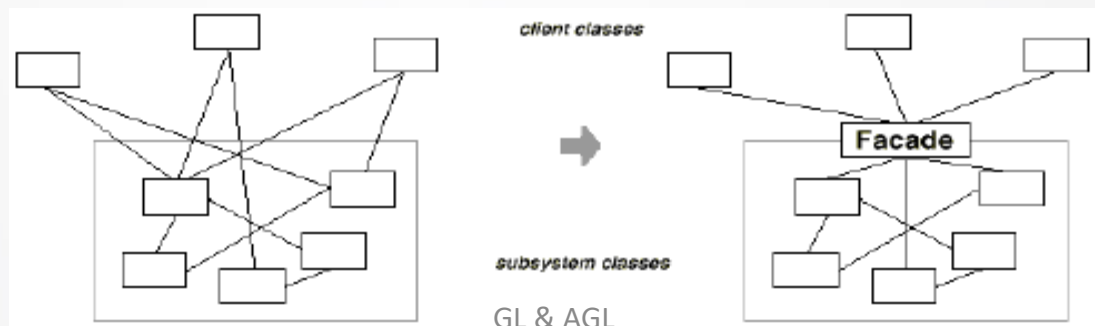 client classes
Facade
subsystem classes
GL & AGL